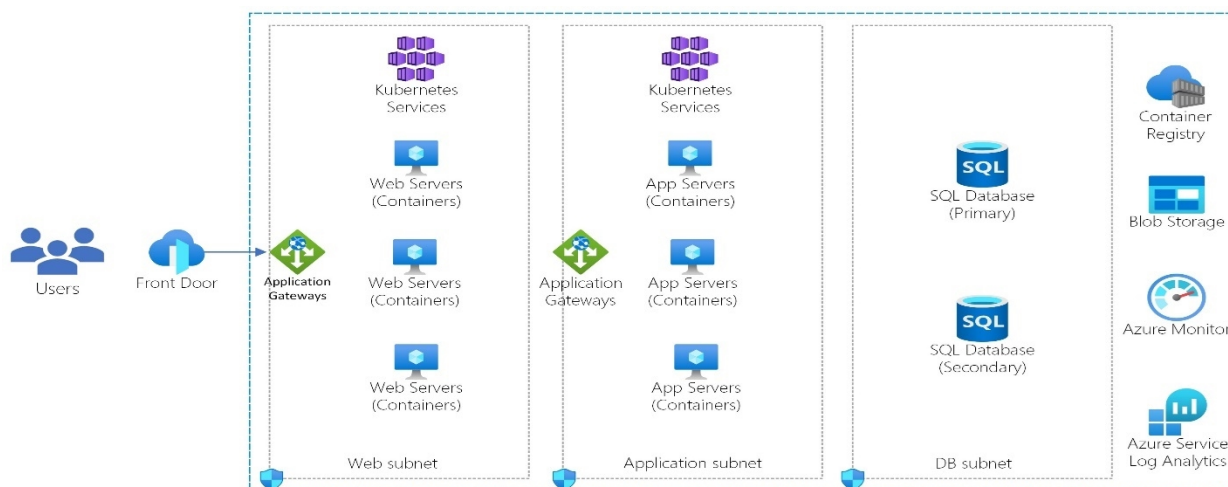 Users
Front Door
Application
Gateways
Kubernetes
Services
Web Servers
(Containers)
Web Servers
(Containers)
Web Servers
(Containers)
Web subnet
Application
Gateways
Kubernetes
Services
App Servers
(Containers)
App Servers
(Containers)
App Servers
(Containers)
Application subnet
SQL
SQL Database
(Primary)
SQL
SQL Database
(Secondary)
DB subnet
Container
Registry
Blob Storage
Azure Monitor
Azure Service
Log Analytics